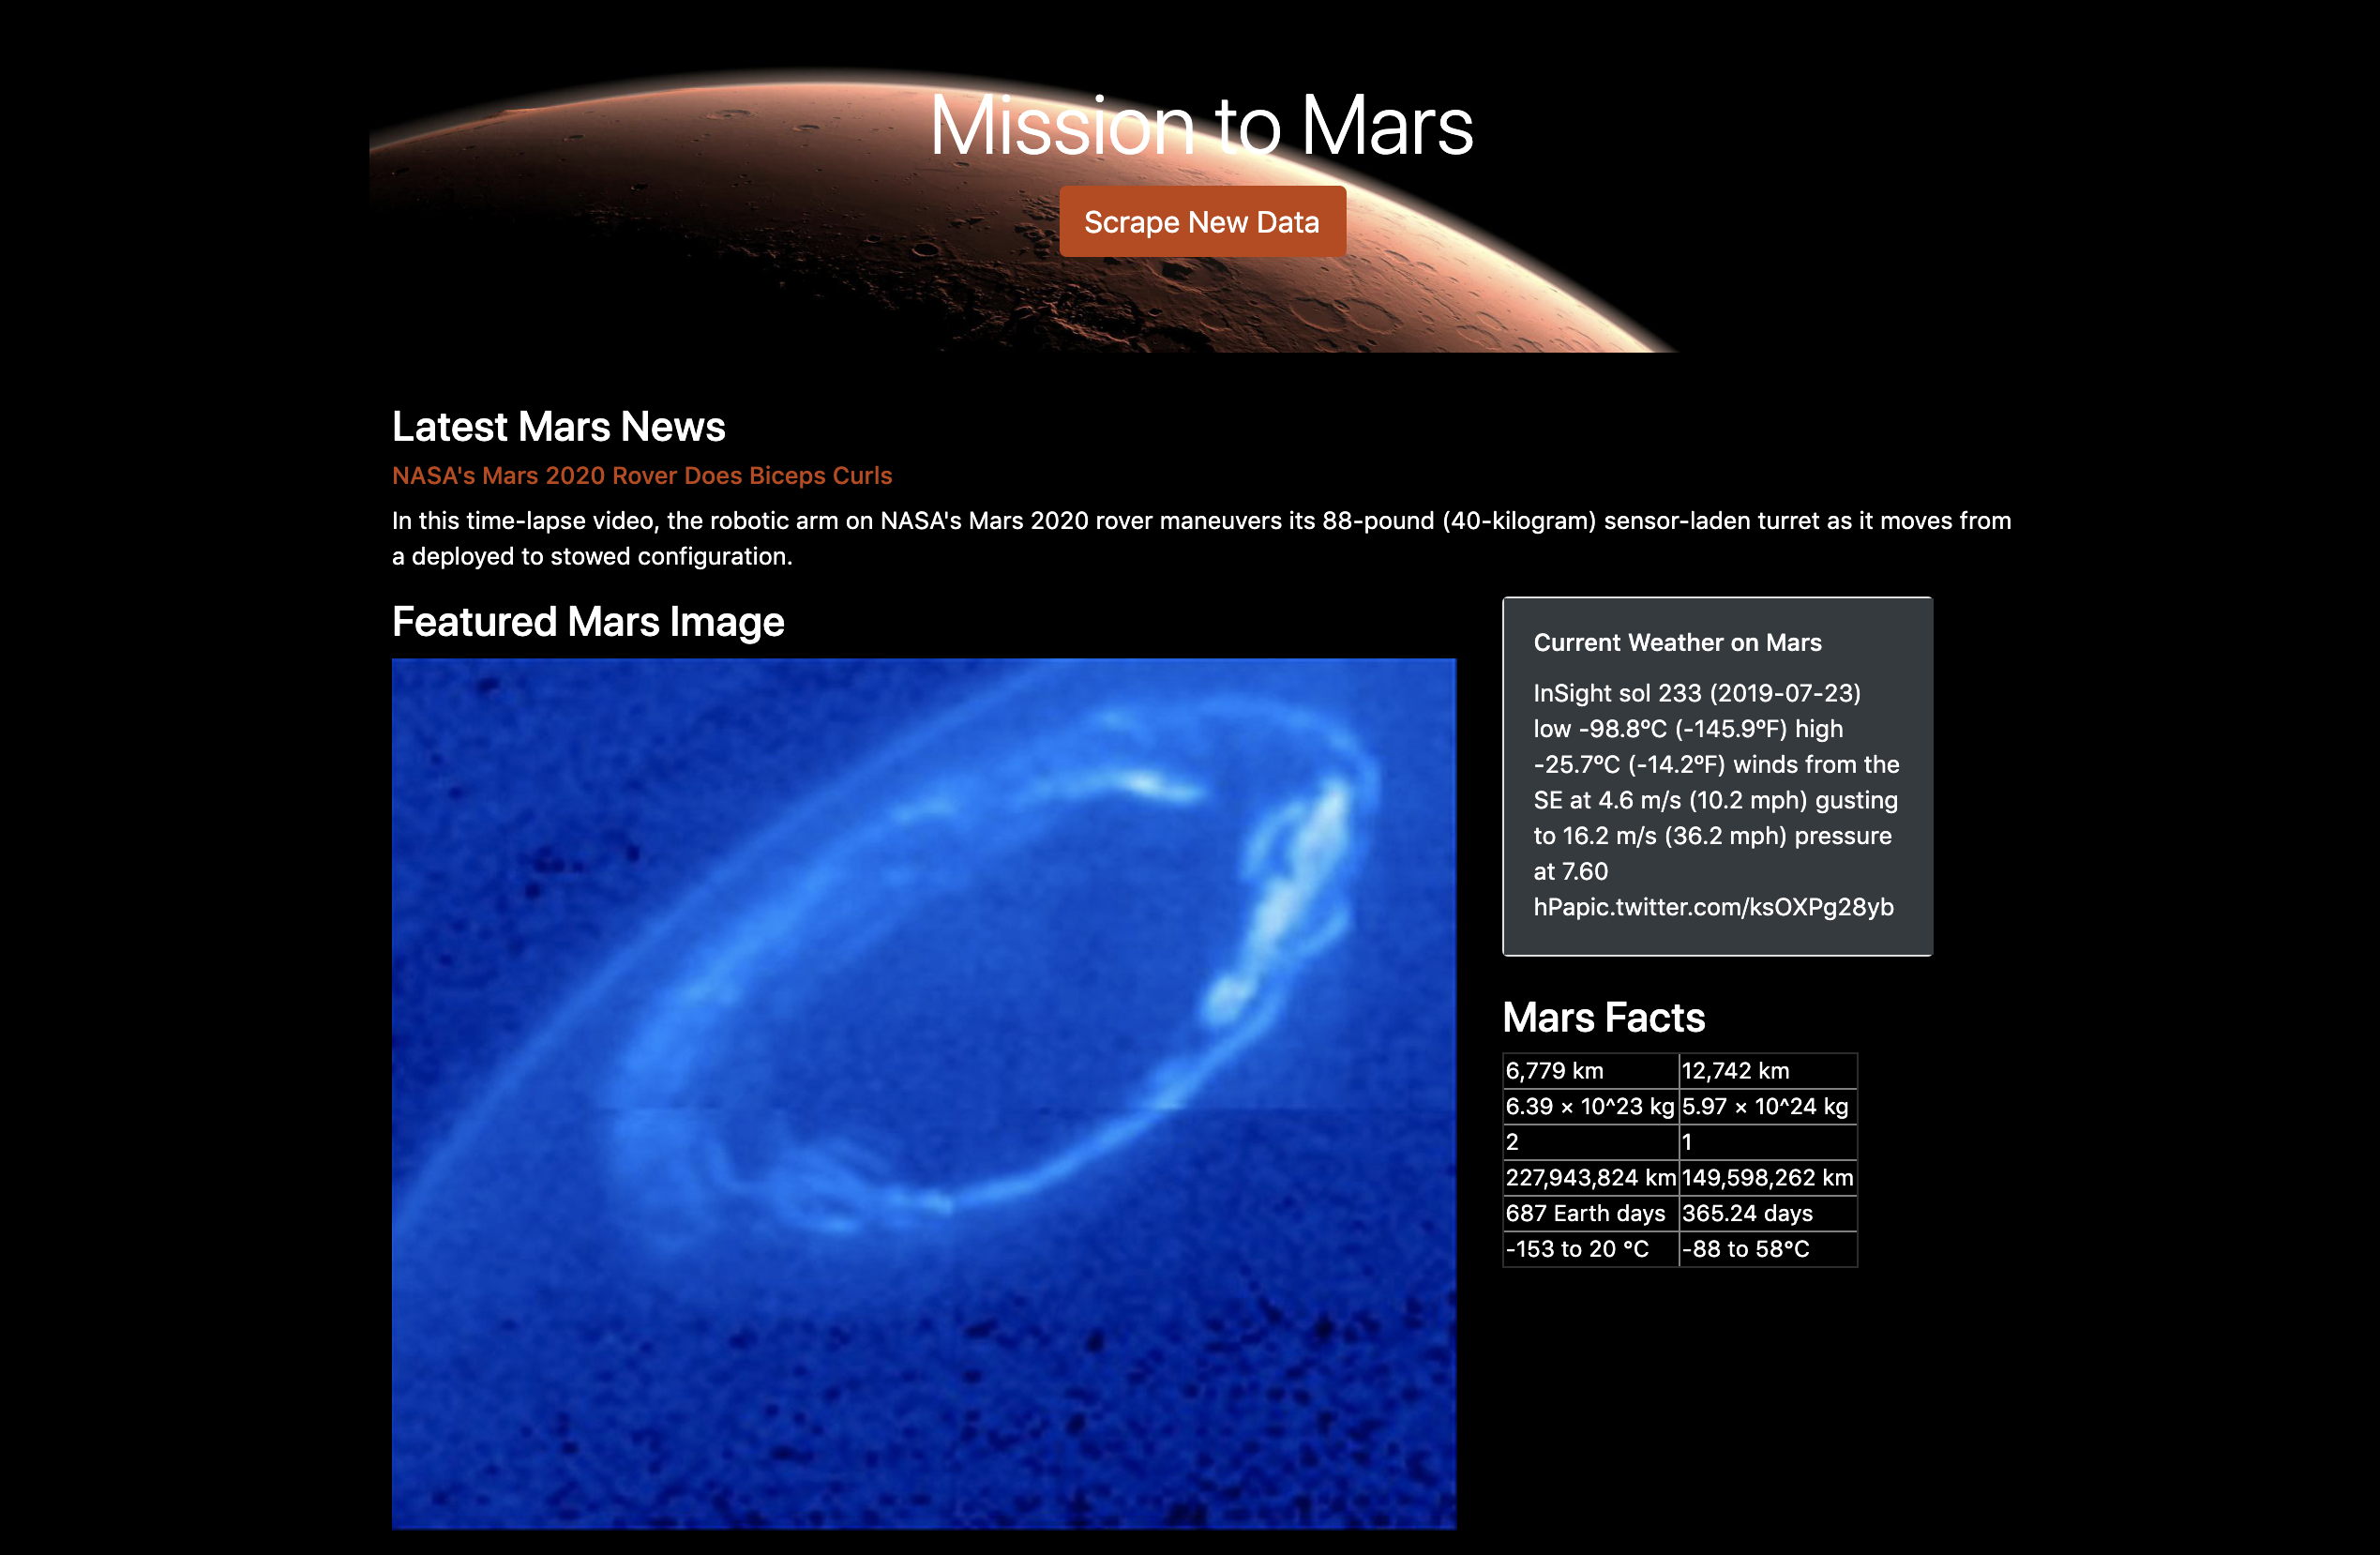 Mission to Mars
Scrape New Data
Latest Mars News
NASA's Mars 2020 Rover Does Biceps Curls
In this time-lapse video, the robotic arm on NASA's Mars 2020 rover maneuvers its 88-pound (40-kilogram) sensor-laden turret as it moves from
a deployed to stowed configuration.
Featured Mars Image
Current Weather on Mars
InSight sol 233 (2019-07-23)
low -98.8ºC (-145.9ºF) high
-25.7ºC (-14.2ºF) winds from the
SE at 4.6 m/s (10.2 mph) gusting
to 16.2 m/s (36.2 mph) pressure
at 7.60
hPapic.twitter.com/ksOXPg28yb
Mars Facts
6,779 km 12,742 km
6.39 × 10^23 kg 5.97 × 10^24 kg
2 1
227,943,824 km 149,598,262 km
687 Earth days 365.24 days
-153 to 20 °C -88 to 58°C